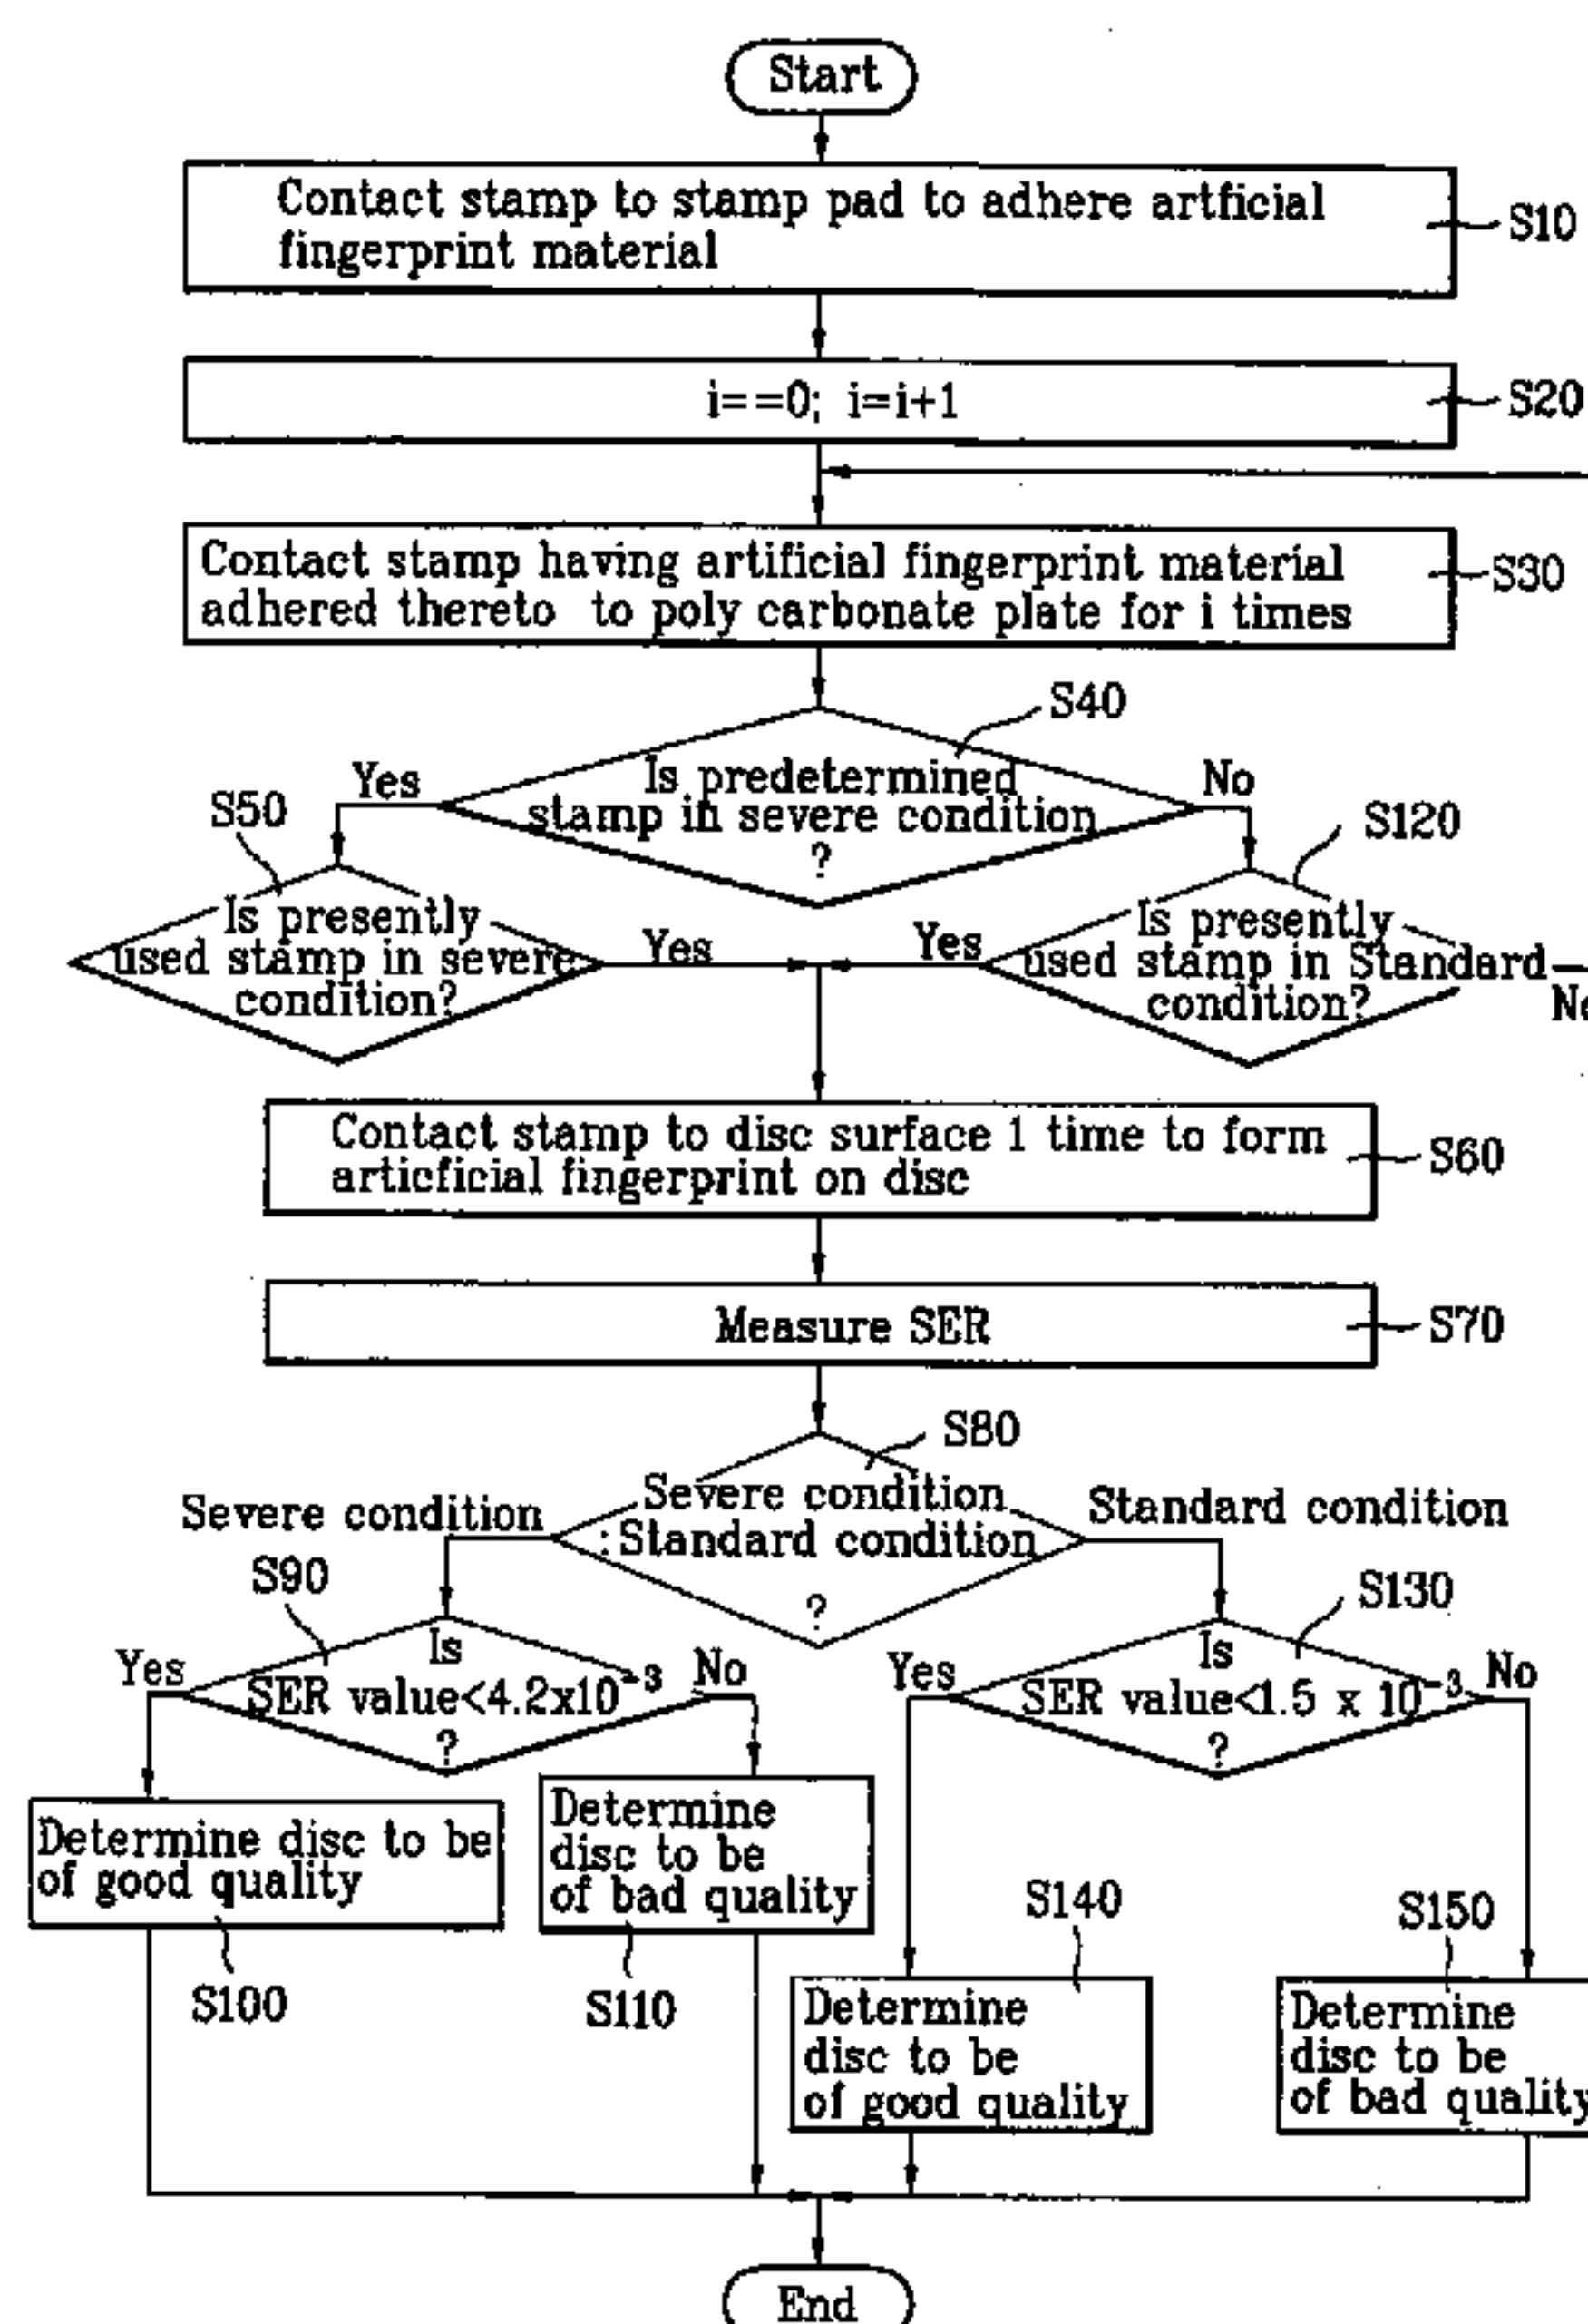 Start
Contact stamp to stamp pad to adhere artficial
fingerprint material
S10
i==0; i=i+1
S20
Contact stamp having artificial fingerprint material
adhered thereto to poly carbonate plate for i times
S30
S40
Is predetermined
stamp in severe condition
?
Yes
No
S50
Is presently
used stamp in severe
condition?
Yes
S120
Is presently
used stamp in Standard
condition?
Yes
Contact stamp to disc surface 1 time to form
articficial fingerprint on disc
S60
Measure SER
S70
S80
Severe condition
:Standard condition
?
Severe condition
Standard condition
S90
Is
SER value<4.2x10⁻³
?
Yes
No
S130
Is
SER value<1.5 x 10⁻³
?
Yes
No
Determine disc to be
of good quality
S100
Determine
disc to be
of bad quality
S110
S140
Determine
disc to be
of good quality
S150
Determine
disc to be
of bad quality
End